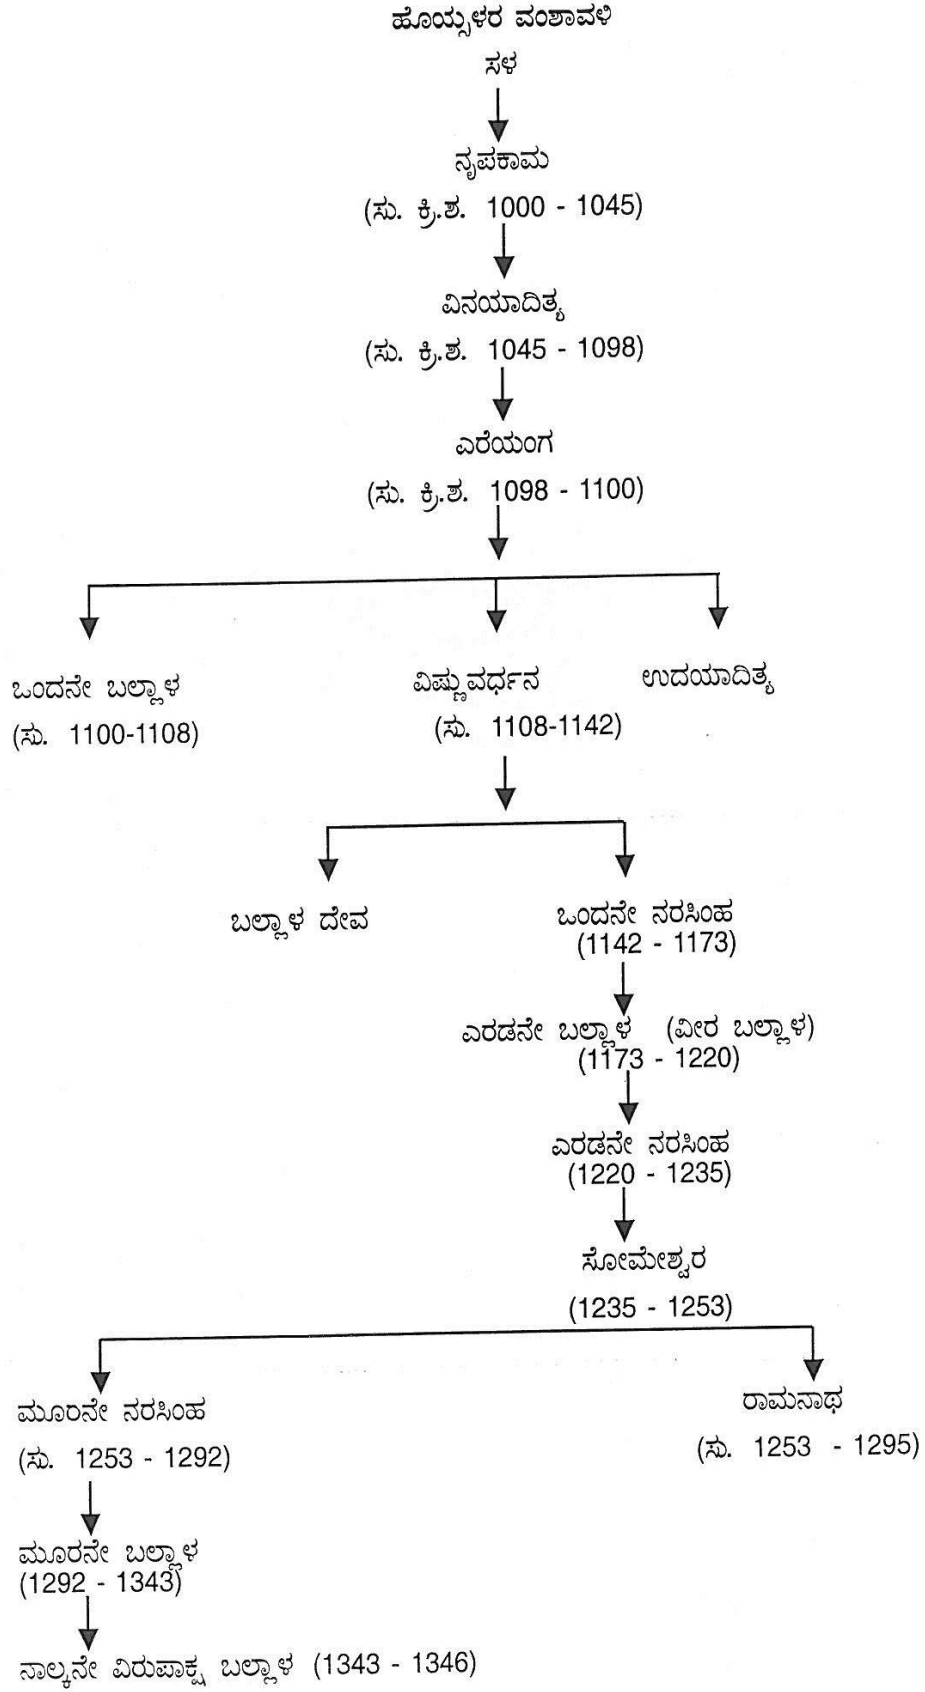 ಹೊಯ್ಸಳರ ವಂಶಾವಳಿ
ಸಳ
ನೃಪಕಾಮ
(ಸು. ಕ್ರಿ.ಶ. 1000 - 1045)
ವಿನಯಾದಿತ್ಯ
(ಸು. ಕ್ರಿ.ಶ. 1045 - 1098)
ಎರೆಯಂಗ
(ಸು. ಕ್ರಿ.ಶ. 1098 - 1100)
ಒಂದನೇ ಬಲ್ಲಾಳ
(ಸು. 1100-1108)
ವಿಷ್ಣುವರ್ಧನ
(ಸು. 1108-1142)
ಉದಯಾದಿತ್ಯ
ಬಲ್ಲಾಳ ದೇವ
ಒಂದನೇ ನರಸಿಂಹ
(1142 - 1173)
ಎರಡನೇ ಬಲ್ಲಾಳ (ವೀರ ಬಲ್ಲಾಳ)
(1173 - 1220)
ಎರಡನೇ ನರಸಿಂಹ
(1220 - 1235)
ಸೋಮೇಶ್ವರ
(1235 - 1253)
ಮೂರನೇ ನರಸಿಂಹ
(ಸು. 1253 - 1292)
ರಾಮನಾಥ
(ಸು. 1253 - 1295)
ಮೂರನೇ ಬಲ್ಲಾಳ
(1292 - 1343)
ನಾಲ್ಕನೇ ವಿರುಪಾಕ್ಷ ಬಲ್ಲಾಳ (1343 - 1346)